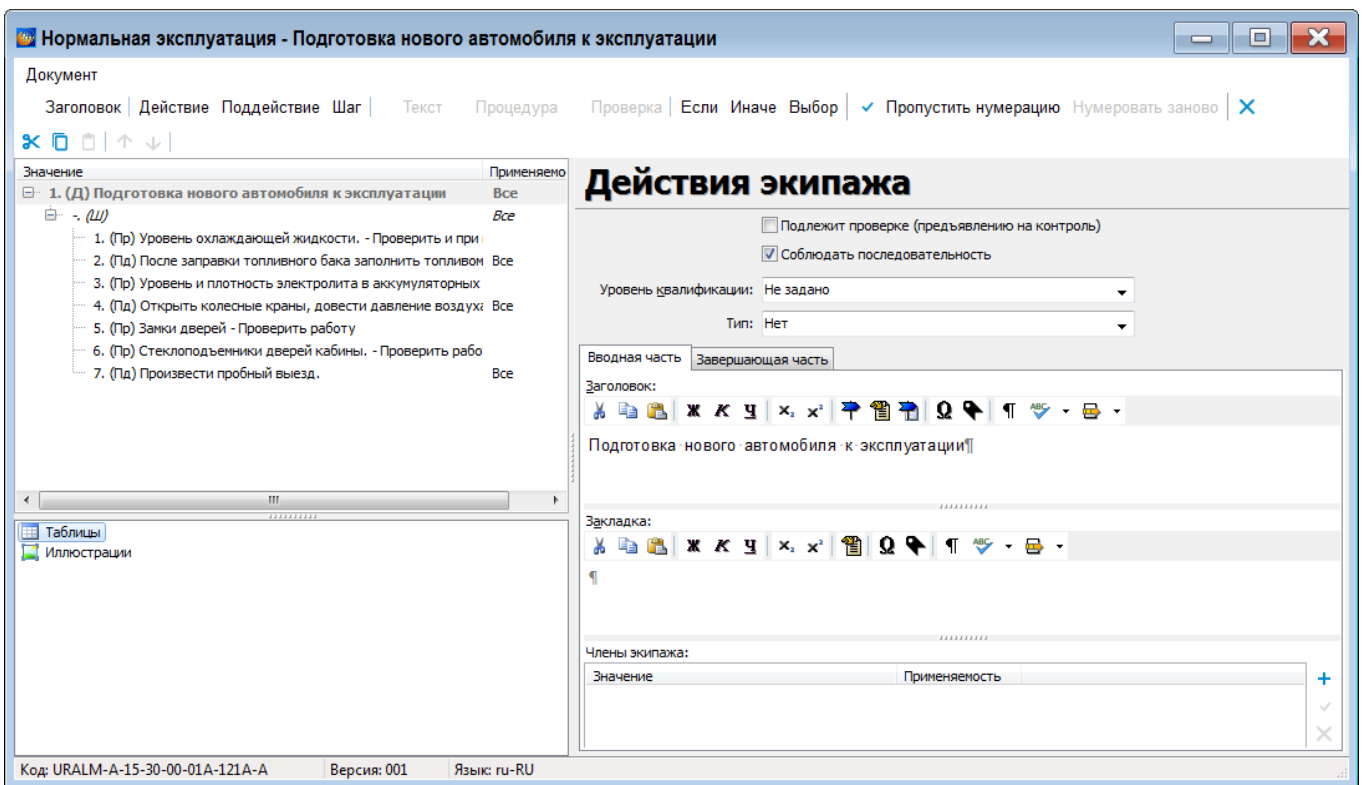 Нормальная эксплуатация - Подготовка нового автомобиля к эксплуатации
Документ
Заголовок Действие Поддействие Шаг Текст Процедура Проверка Если Иначе Выбор Пропустить нумерацию Нумеровать заново
Значение Применяемо
1. (Д) Подготовка нового автомобиля к эксплуатации Все
-. (Ш) Все
1. (Пр) Уровень охлаждающей жидкости. - Проверить и при
2. (Пд) После заправки топливного бака заполнить топливом Все
3. (Пр) Уровень и плотность электролита в аккумуляторных
4. (Пд) Открыть колесные краны, довести давление воздуха Все
5. (Пр) Замки дверей - Проверить работу
6. (Пр) Стеклоподъемники дверей кабины. - Проверить рабо
7. (Пд) Произвести пробный выезд. Все
Таблицы
Иллюстрации
Действия экипажа
Подлежит проверке (предъявлению на контроль)
Соблюдать последовательность
Уровень квалификации: Не задано
Тип: Нет
Вводная часть Завершающая часть
Заголовок:
Ж К Ч x₂ x² Ω ¶ ABC
Подготовка·нового·автомобиля·к·эксплуатации¶
Закладка:
Ж К Ч x₂ x² Ω ¶ ABC
¶
Члены экипажа:
Значение Применяемость
Код: URALM-A-15-30-00-01A-121A-A Версия: 001 Язык: ru-RU